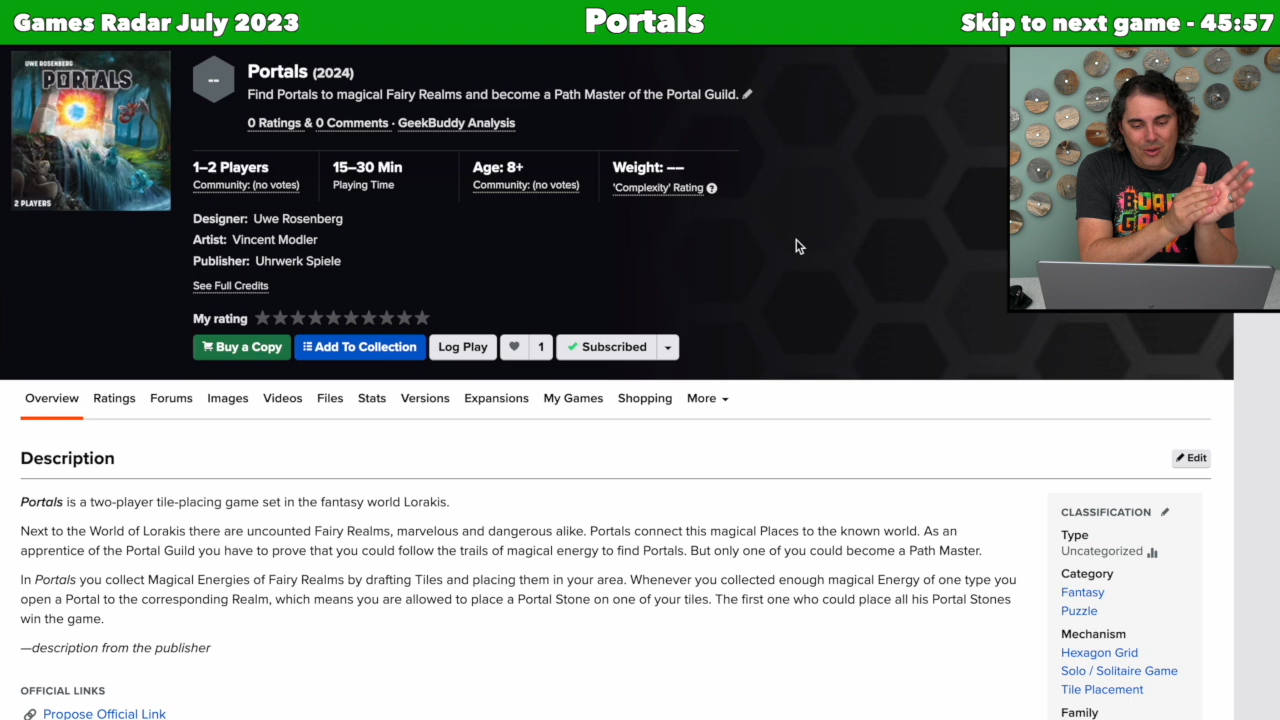 Games Radar July 2023
Portals
Skip to next game - 45:57
UWE ROSENBERG
PORTALS
2 PLAYERS
--
Portals (2024)
Find Portals to magical Fairy Realms and become a Path Master of the Portal Guild.
0 Ratings & 0 Comments · GeekBuddy Analysis
1–2 Players
Community: (no votes)
15–30 Min
Playing Time
Age: 8+
Community: (no votes)
Weight: --
'Complexity' Rating ?
Designer: Uwe Rosenberg
Artist: Vincent Modler
Publisher: Uhrwerk Spiele
See Full Credits
My rating
Buy a Copy
Add To Collection
Log Play
1
Subscribed
Overview
Ratings
Forums
Images
Videos
Files
Stats
Versions
Expansions
My Games
Shopping
More
Description
Edit
Portals is a two-player tile-placing game set in the fantasy world Lorakis.
Next to the World of Lorakis there are uncounted Fairy Realms, marvelous and dangerous alike. Portals connect this magical Places to the known world. As an
apprentice of the Portal Guild you have to prove that you could follow the trails of magical energy to find Portals. But only one of you could become a Path Master.
In Portals you collect Magical Energies of Fairy Realms by drafting Tiles and placing them in your area. Whenever you collected enough magical Energy of one type you
open a Portal to the corresponding Realm, which means you are allowed to place a Portal Stone on one of your tiles. The first one who could place all his Portal Stones
win the game.
—description from the publisher
OFFICIAL LINKS
Propose Official Link
CLASSIFICATION
Type
Uncategorized
Category
Fantasy
Puzzle
Mechanism
Hexagon Grid
Solo / Solitaire Game
Tile Placement
Family